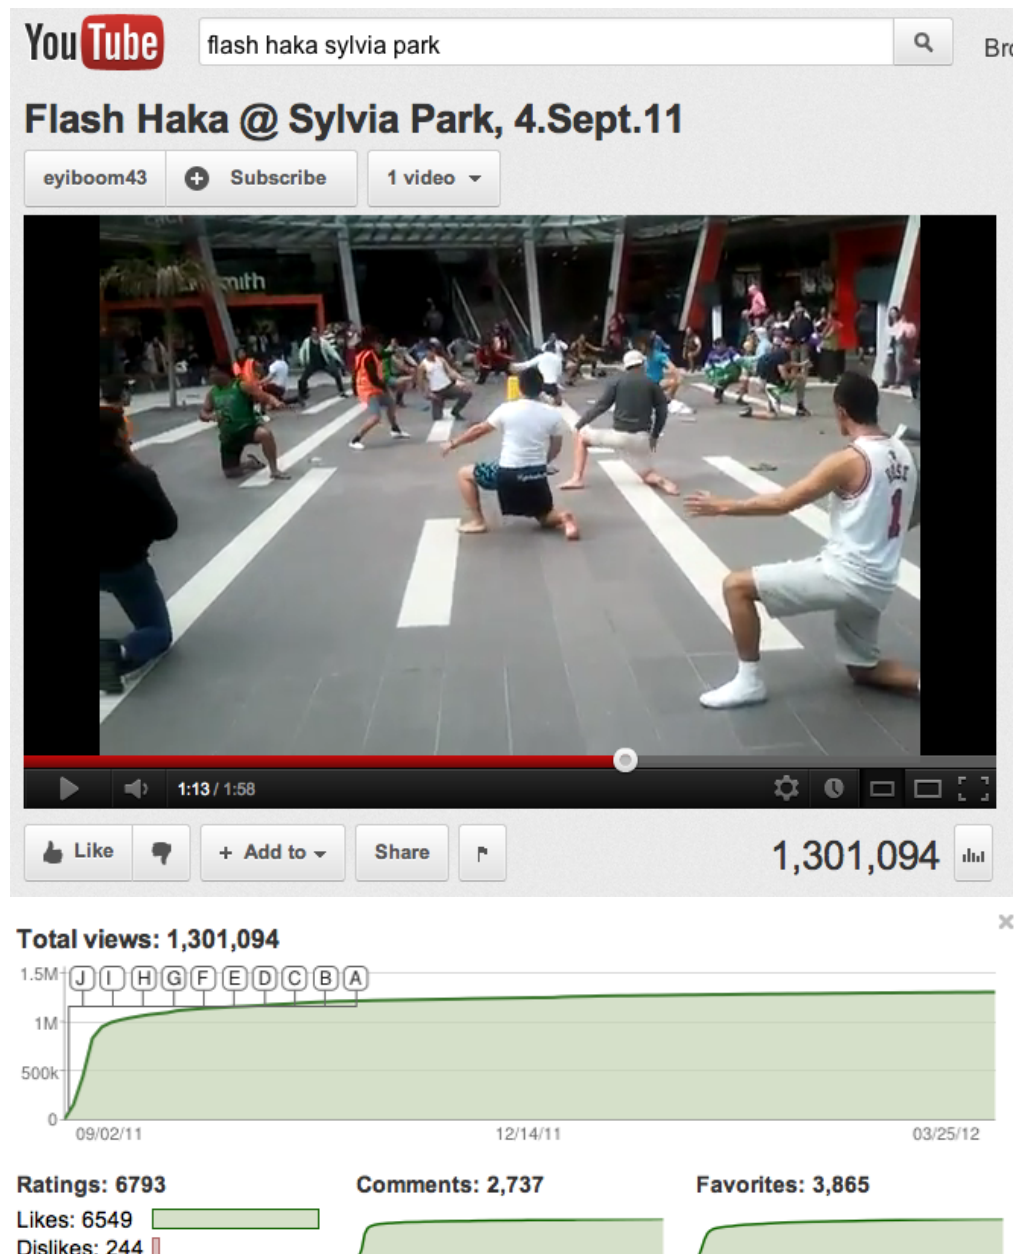 YouTube
flash haka sylvia park
Bro
Flash Haka @ Sylvia Park, 4.Sept.11
eyiboom43
Subscribe
1 video
mith
1
1:13 / 1:58
Like
+ Add to
Share
1,301,094
Total views: 1,301,094
1.5M
J I H G F E D C B A
1M
500k
0
09/02/11 12/14/11 03/25/12
Ratings: 6793
Comments: 2,737
Favorites: 3,865
Likes: 6549
Dislikes: 244